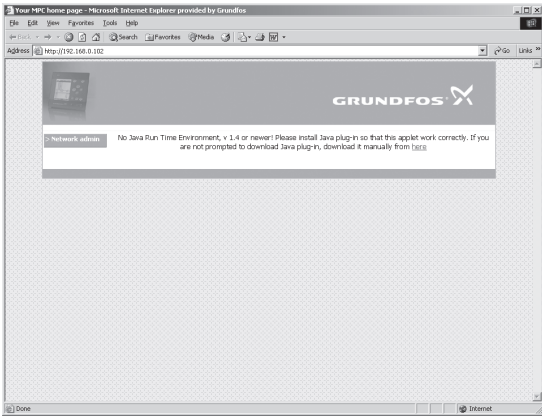 Your MPC home page - Microsoft Internet Explorer provided by Grundfos
File Edit View Favorites Tools Help
Back Search Favorites Media
Address http://192.168.0.102 Go Links »
GRUNDFOS
> Network admin
No Java Run Time Environment, v 1.4 or newer! Please install Java plug-in so that this applet work correctly. If you
are not prompted to download Java plug-in, download it manually from here
Done Internet